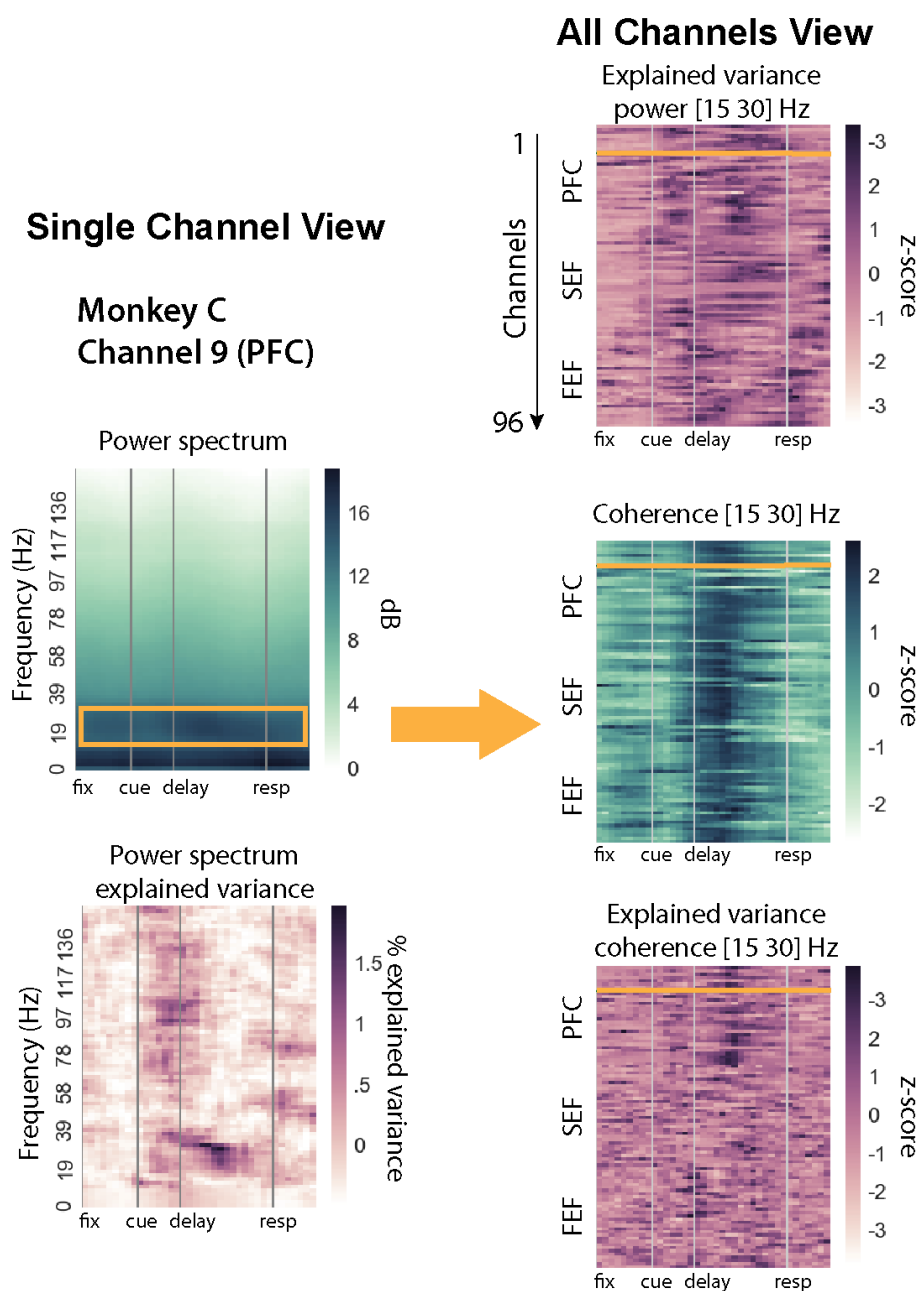 All Channels View
Explained variance
power [15 30] Hz
1
Channels
96
PFC
SEF
FEF
fix cue delay resp
-3
2
1
0
-1
-2
-3
z-score
Single Channel View
Monkey C
Channel 9 (PFC)
Power spectrum
Frequency (Hz)
136
117
97
78
58
39
19
0
fix cue delay resp
16
12
8
4
0
dB
Coherence [15 30] Hz
PFC
SEF
FEF
fix cue delay resp
2
1
0
-1
-2
z-score
Power spectrum
explained variance
Frequency (Hz)
136
117
97
78
58
39
19
0
fix cue delay resp
1.5
1
.5
0
% explained variance
Explained variance
coherence [15 30] Hz
PFC
SEF
FEF
fix cue delay resp
-3
2
1
0
-1
-2
-3
z-score